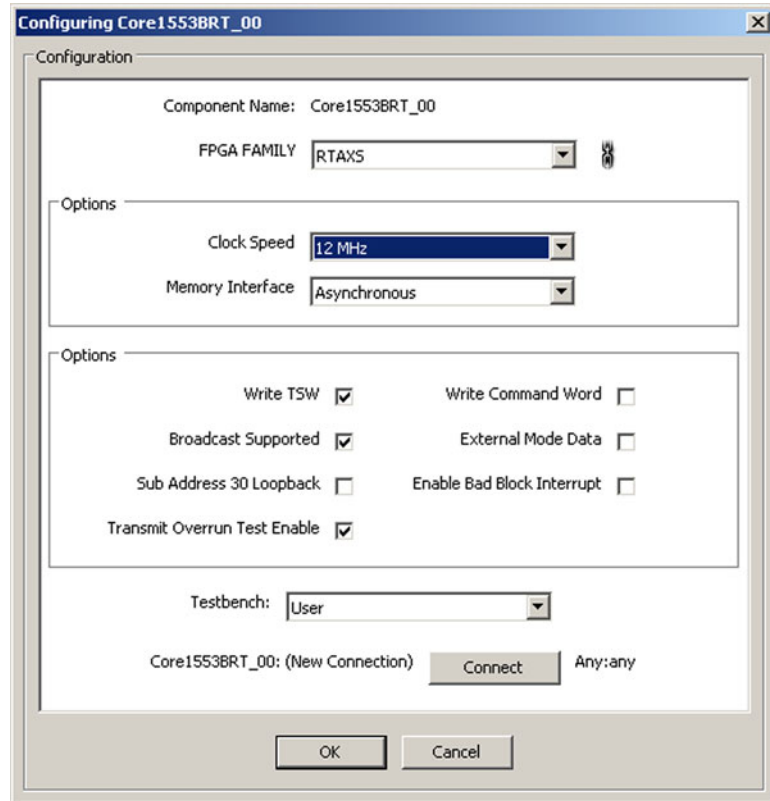 Configuring Core1553BRT_00
Configuration
Component Name: Core1553BRT_00
FPGA FAMILY RTAXS
Options
Clock Speed 12 MHz
Memory Interface Asynchronous
Options
Write TSW Write Command Word
Broadcast Supported External Mode Data
Sub Address 30 Loopback Enable Bad Block Interrupt
Transmit Overrun Test Enable
Testbench: User
Core1553BRT_00: (New Connection) Connect Any:any
OK Cancel